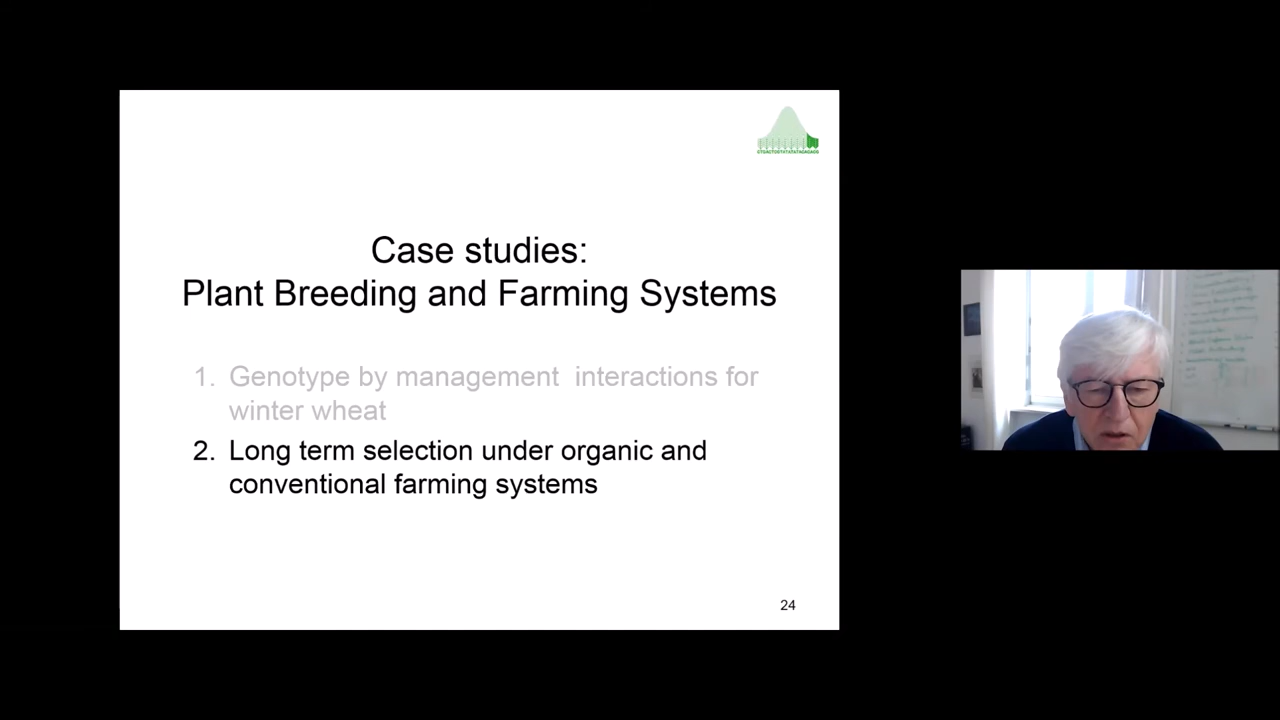 Case studies:
Plant Breeding and Farming Systems
1. Genotype by management interactions for
winter wheat
2. Long term selection under organic and
conventional farming systems
24